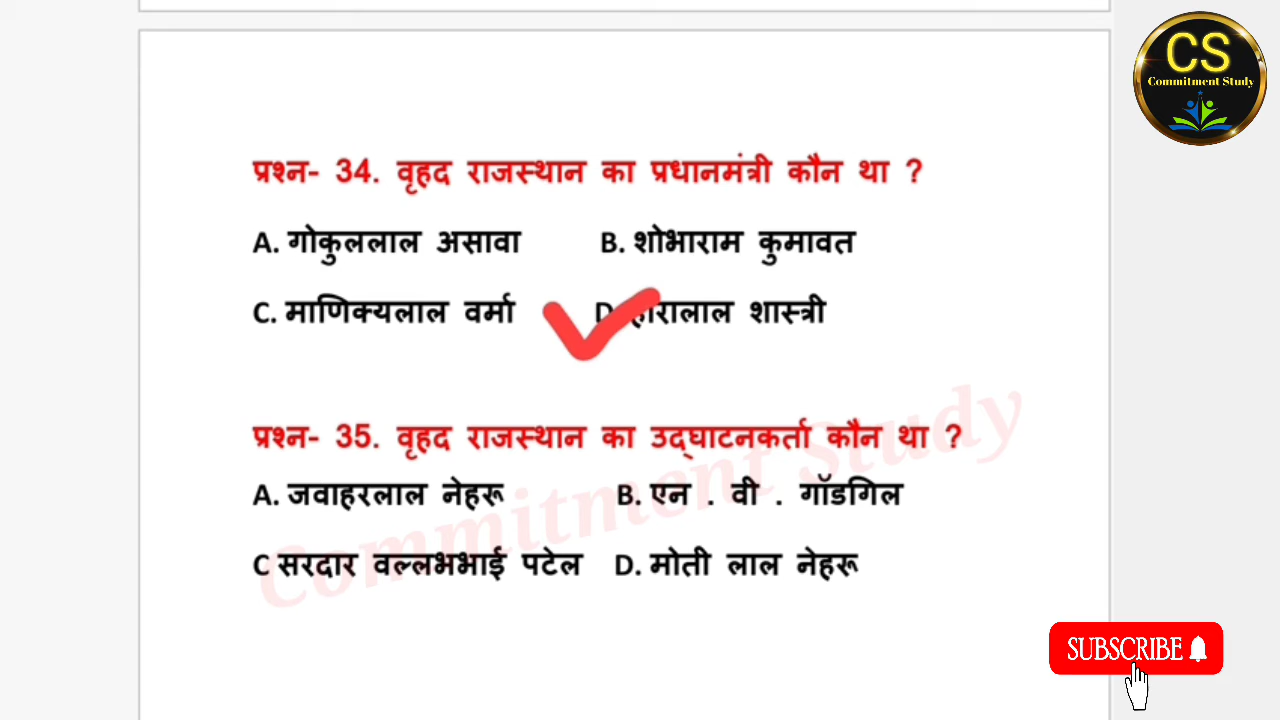 CS
Commitment Study
प्रश्न- 34. वृहद राजस्थान का प्रधानमंत्री कौन था ?
A. गोकुललाल असावा B. शोभाराम कुमावत
C. माणिक्यलाल वर्मा D. हीरालाल शास्त्री
प्रश्न- 35. वृहद राजस्थान का उद्घाटनकर्ता कौन था ?
A. जवाहरलाल नेहरू B. एन . वी . गॉडगिल
C सरदार वल्लभभाई पटेल D. मोती लाल नेहरू
Commitment Study
SUBSCRIBE